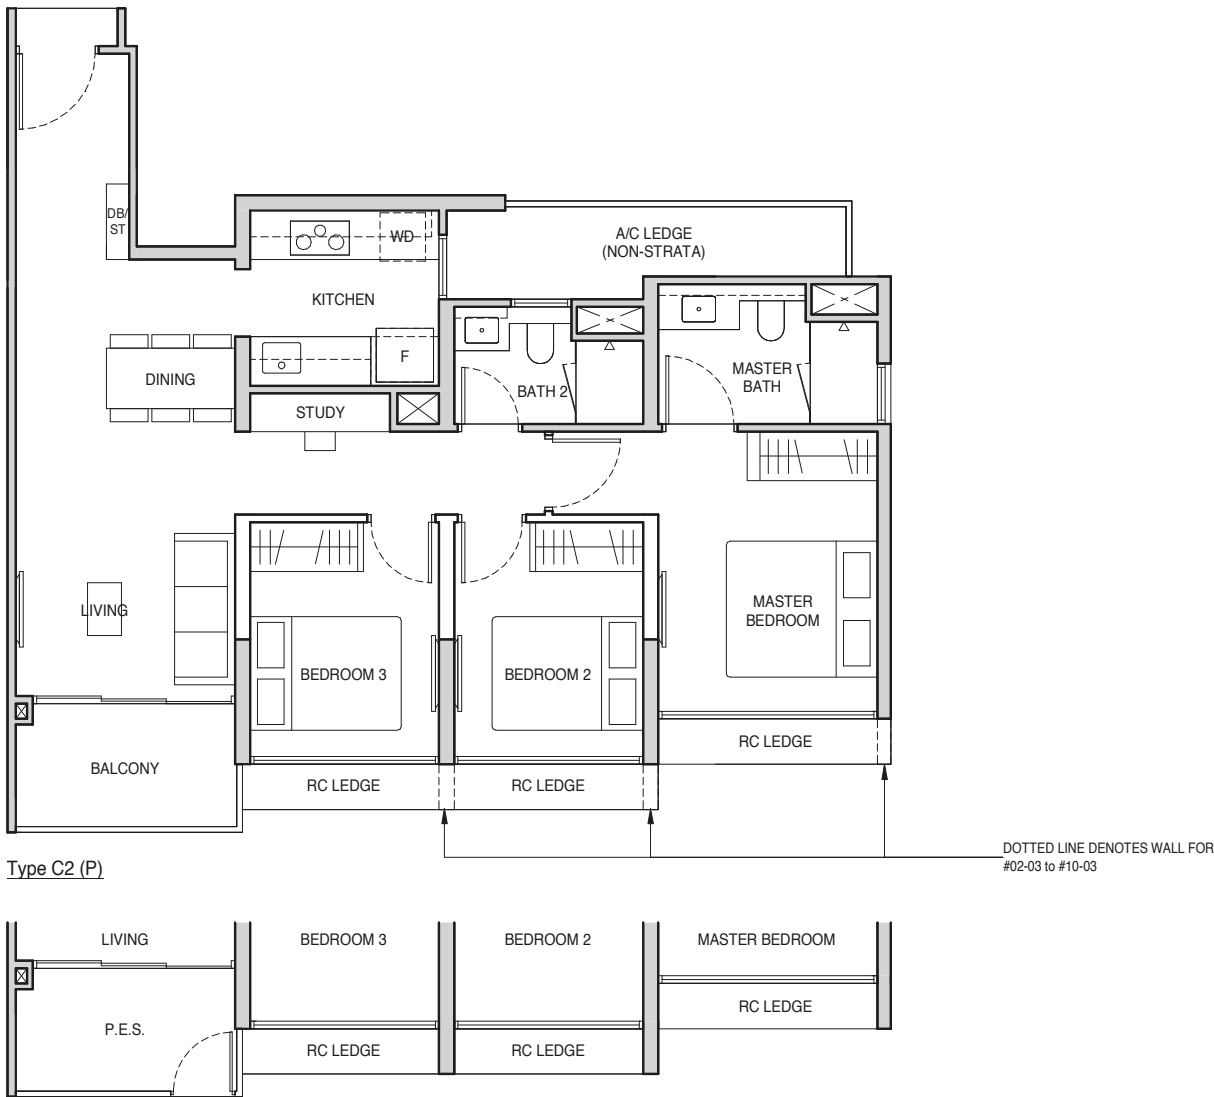 DB/
ST
WD
A/C LEDGE
(NON-STRATA)
KITCHEN
F
DINING
STUDY
BATH 2
MASTER
BATH
LIVING
MASTER
BEDROOM
BEDROOM 3
BEDROOM 2
RC LEDGE
BALCONY
RC LEDGE
RC LEDGE
DOTTED LINE DENOTES WALL FOR
#02-03 to #10-03
Type C2 (P)
LIVING
BEDROOM 3
BEDROOM 2
MASTER BEDROOM
RC LEDGE
P.E.S.
RC LEDGE
RC LEDGE